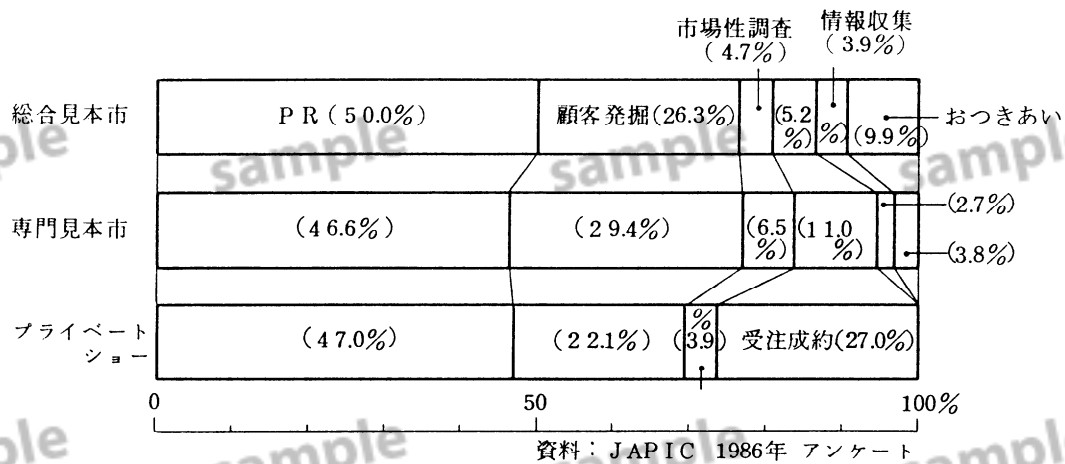 市場性調査
(4.7%)
情報収集
(3.9%)
総合見本市
PR(50.0%)
顧客発掘(26.3%)
(5.2%)
%)
(9.9%)
おつきあい
専門見本市
(46.6%)
(29.4%)
(6.5%)
(11.0%)
(2.7%)
(3.8%)
プライベート
ショー
(47.0%)
(22.1%)
(3.9%)
受注成約(27.0%)
0
50
100%
資料:JAPIC 1986年 アンケート
sample
sample
sample
sample
sample
sample
sample
sample